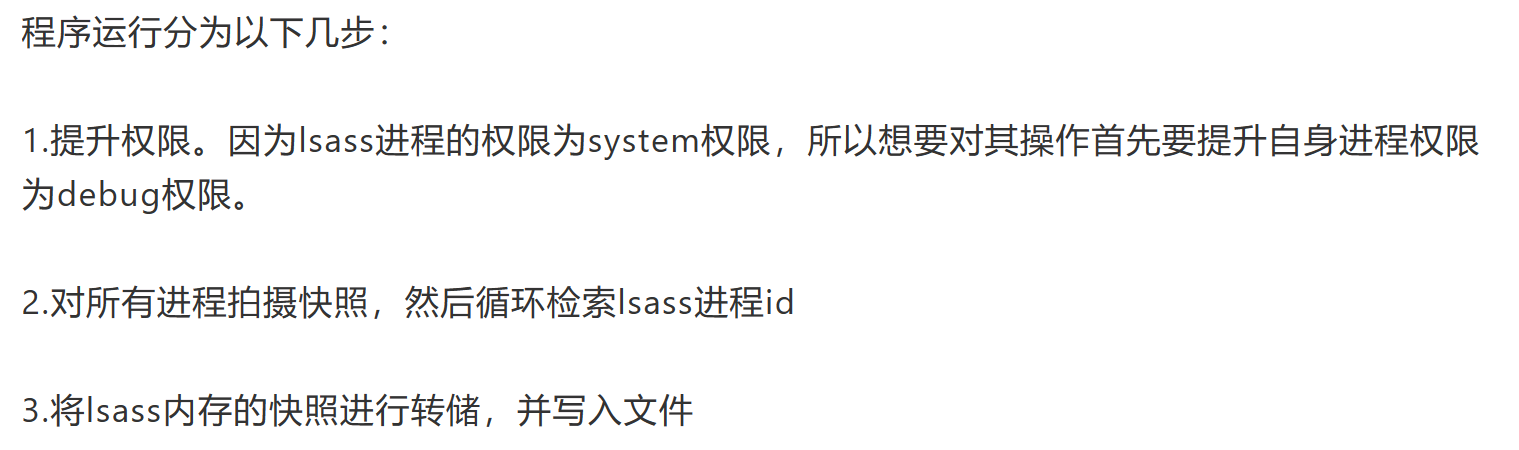 程序运行分为以下几步：
1.提升权限。因为lsass进程的权限为system权限，所以想要对其操作首先要提升自身进程权限
为debug权限。
2.对所有进程拍摄快照，然后循环检索lsass进程id
3.将lsass内存的快照进行转储，并写入文件